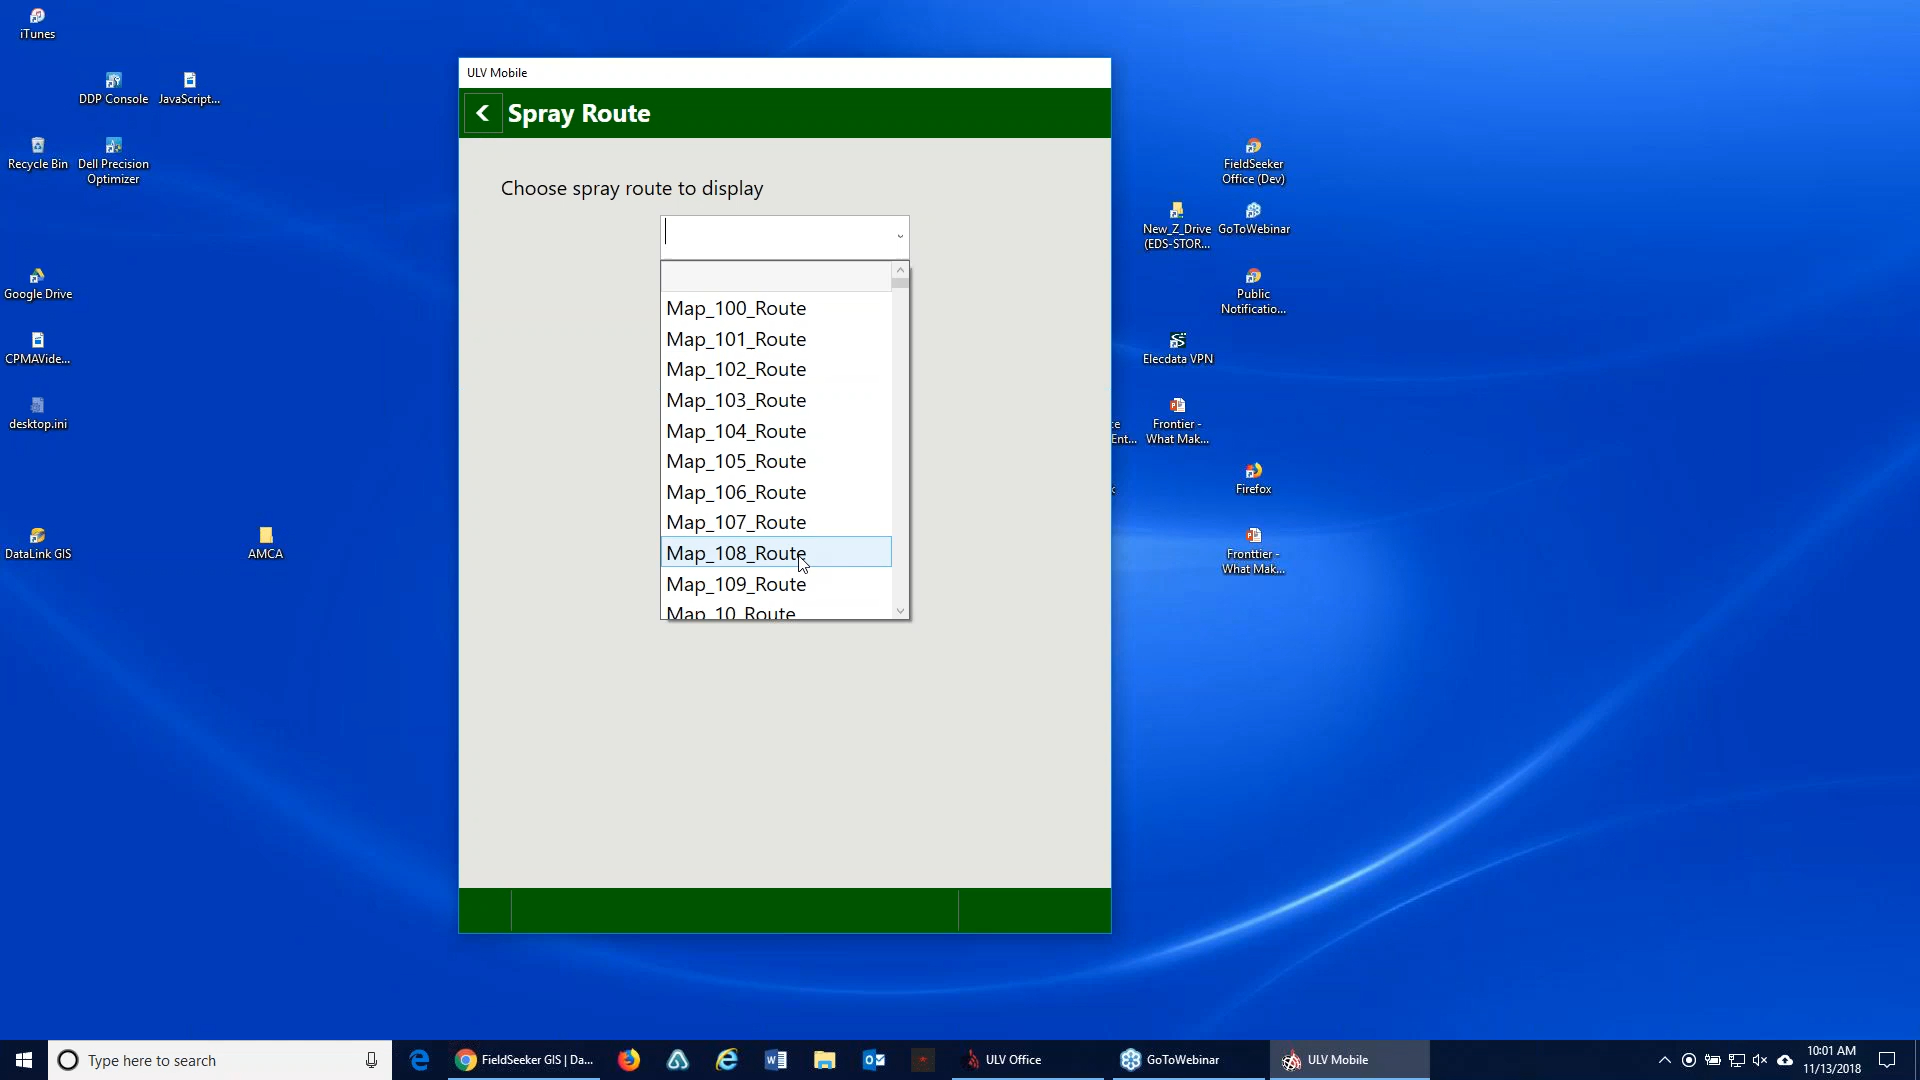 iTunes
DDP Console
JavaScript...
Recycle Bin
Dell Precision
Optimizer
Google Drive
CPMAVide...
desktop.ini
DataLink GIS
AMCA
ULV Mobile
Spray Route
Choose spray route to display
Map_100_Route
Map_101_Route
Map_102_Route
Map_103_Route
Map_104_Route
Map_105_Route
Map_106_Route
Map_107_Route
Map_108_Route
Map_109_Route
Map_10_Route
FieldSeeker
Office (Dev)
New_Z_Drive
(EDS-STOR...
GoToWebinar
Public
Notificatio...
Elecdata VPN
Ent...
Frontier -
What Mak...
Firefox
Fronttier -
What Mak...
Type here to search
FieldSeeker GIS | Da...
ULV Office
GoToWebinar
ULV Mobile
10:01 AM
11/13/2018